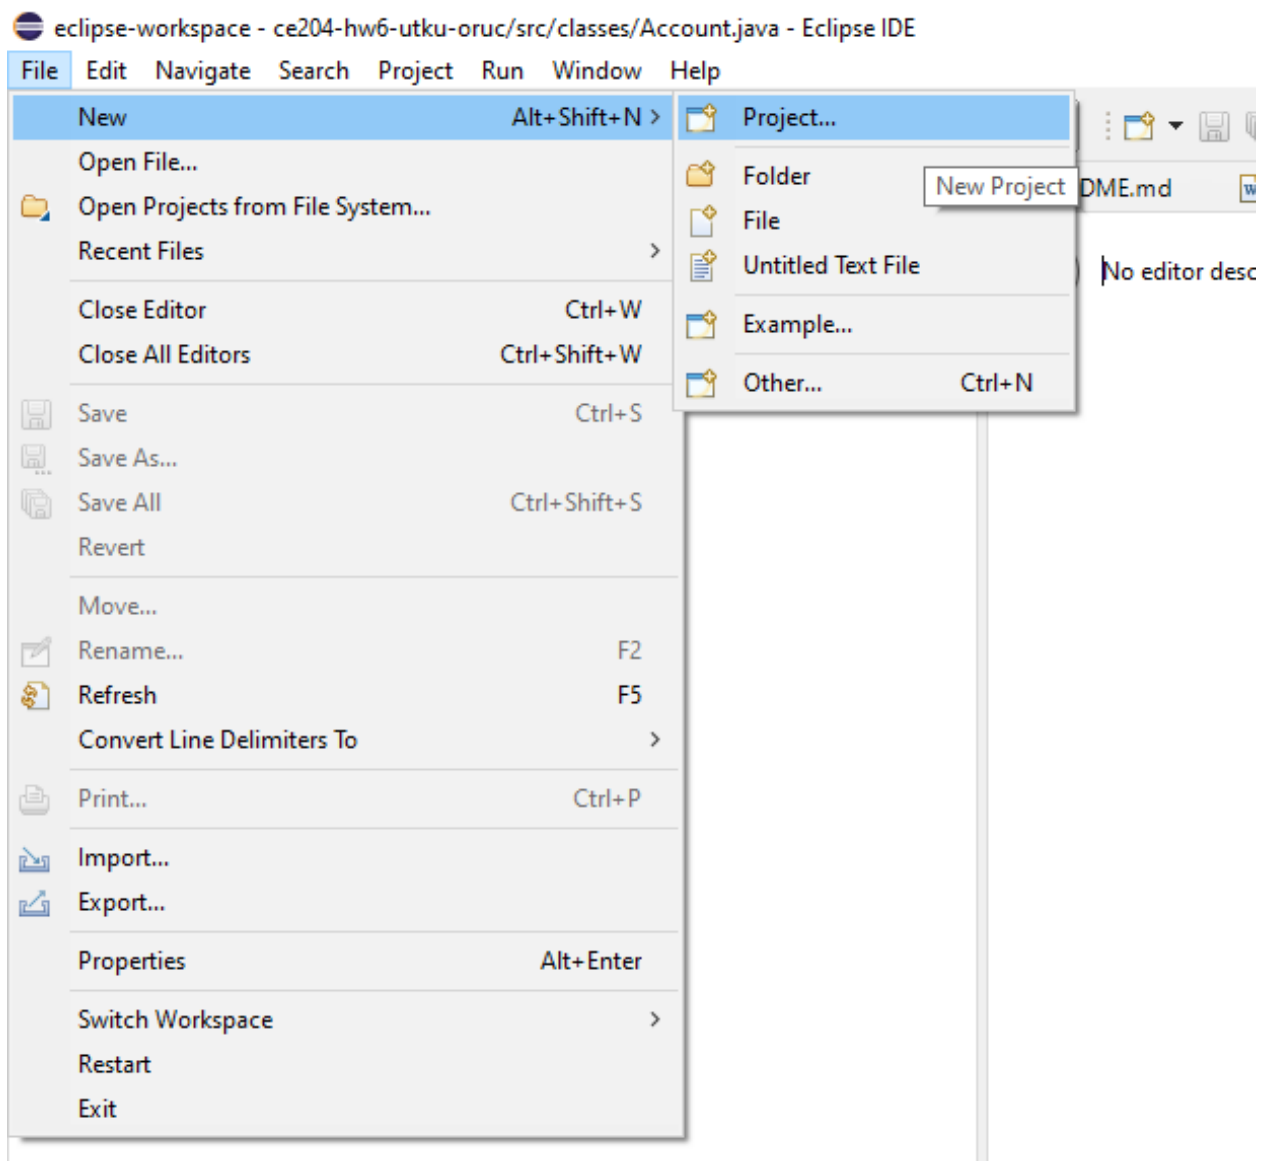 eclipse-workspace - ce204-hw6-utku-oruc/src/classes/Account.java - Eclipse IDE
File Edit Navigate Search Project Run Window Help
New Alt+Shift+N >
Open File...
Open Projects from File System...
Recent Files >
Close Editor Ctrl+W
Close All Editors Ctrl+Shift+W
Save Ctrl+S
Save As...
Save All Ctrl+Shift+S
Revert
Move...
Rename... F2
Refresh F5
Convert Line Delimiters To >
Print... Ctrl+P
Import...
Export...
Properties Alt+Enter
Switch Workspace >
Restart
Exit
Project...
Folder
File
Untitled Text File
Example...
Other... Ctrl+N
New Project
DME.md
No editor desc